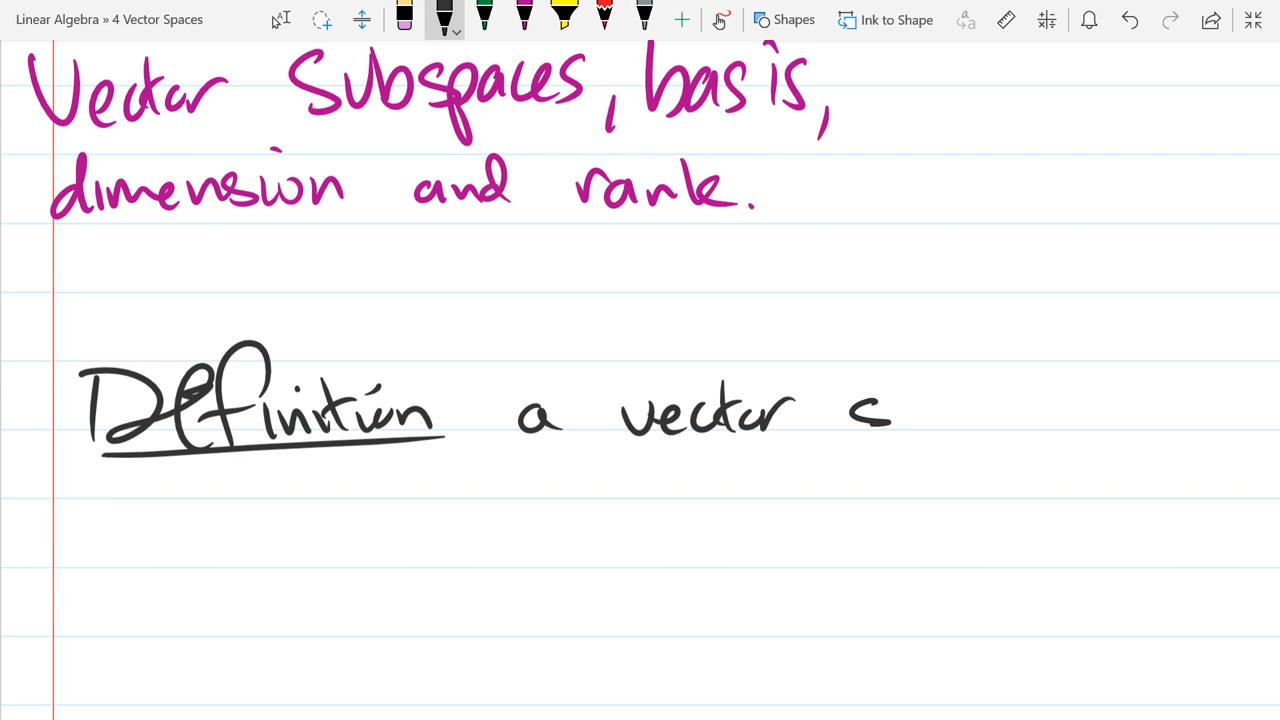 Linear Algebra » 4 Vector Spaces
Shapes
Ink to Shape
Vector Subspaces, basis,
dimension and rank.
Definition a vector s